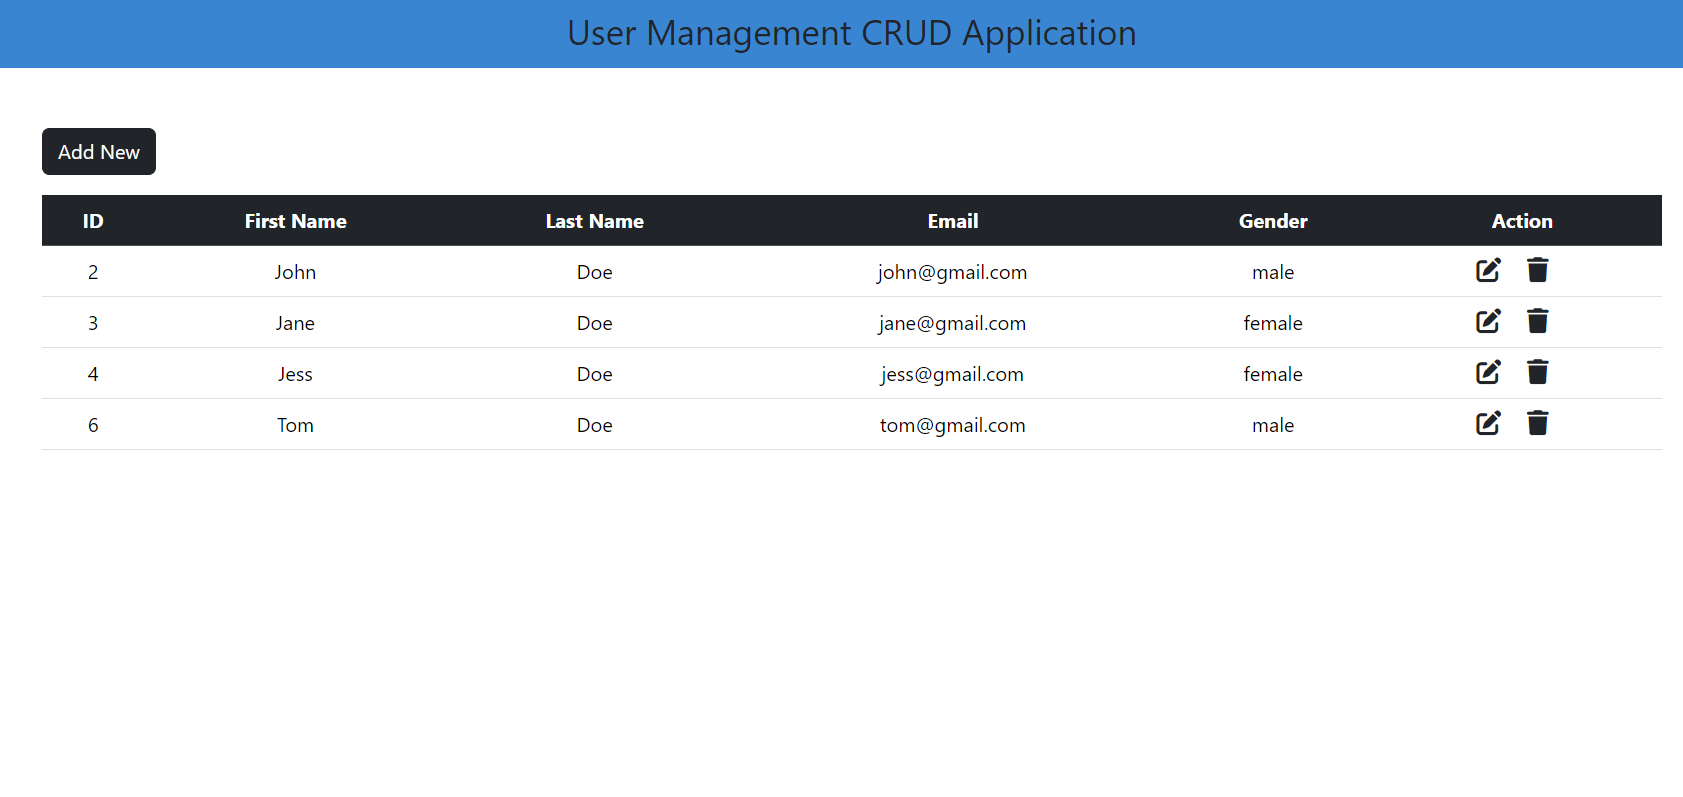 User Management CRUD Application
Add New
ID First Name Last Name Email Gender Action
2 John Doe john@gmail.com male
3 Jane Doe jane@gmail.com female
4 Jess Doe jess@gmail.com female
6 Tom Doe tom@gmail.com male